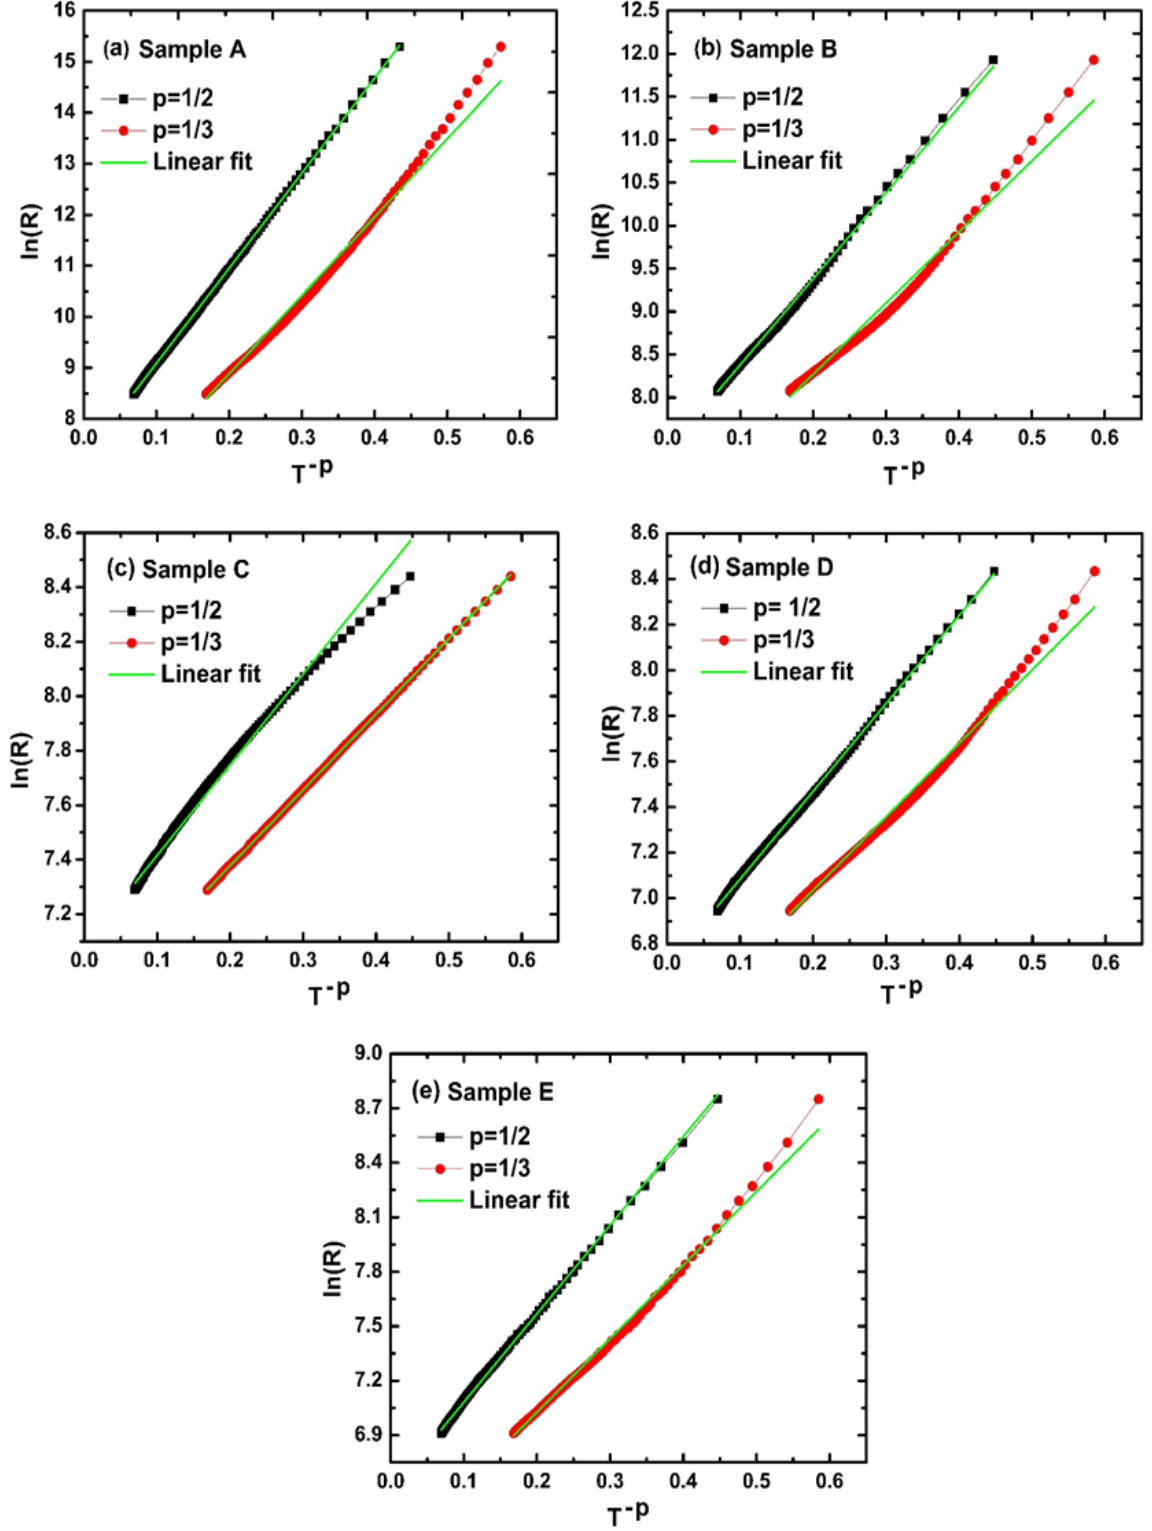 (a) Sample A
p=1/2
p=1/3
Linear fit
16
15
14
13
12
11
10
9
8
ln(R)
0.0 0.1 0.2 0.3 0.4 0.5 0.6
T-p
(b) Sample B
p=1/2
p=1/3
Linear fit
12.5
12.0
11.5
11.0
10.5
10.0
9.5
9.0
8.5
8.0
ln(R)
0.0 0.1 0.2 0.3 0.4 0.5 0.6
T-p
(c) Sample C
p=1/2
p=1/3
Linear fit
8.6
8.4
8.2
8.0
7.8
7.6
7.4
7.2
ln(R)
0.0 0.1 0.2 0.3 0.4 0.5 0.6
T-p
(d) Sample D
p= 1/2
p=1/3
Linear fit
8.6
8.4
8.2
8.0
7.8
7.6
7.4
7.2
7.0
6.8
ln(R)
0.0 0.1 0.2 0.3 0.4 0.5 0.6
T-p
(e) Sample E
p=1/2
p=1/3
Linear fit
9.0
8.7
8.4
8.1
7.8
7.5
7.2
6.9
ln(R)
0.0 0.1 0.2 0.3 0.4 0.5 0.6
T-p